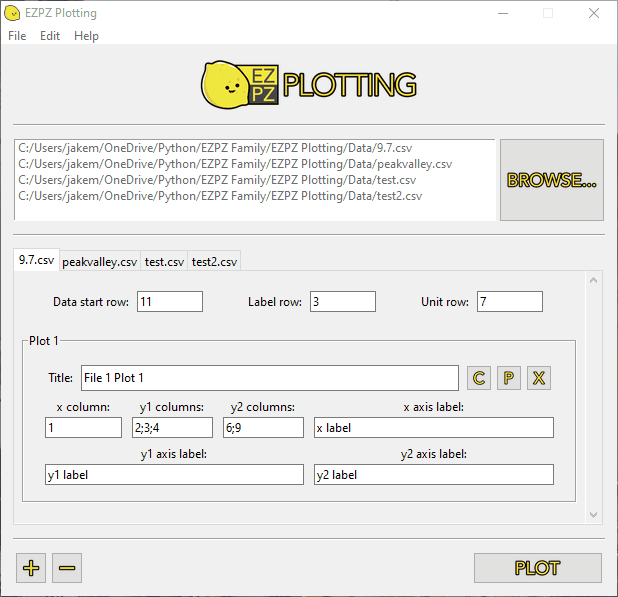 EZPZ Plotting
File Edit Help
EZ
PZ
PLOTTING
C:/Users/jakem/OneDrive/Python/EZPZ Family/EZPZ Plotting/Data/9.7.csv
C:/Users/jakem/OneDrive/Python/EZPZ Family/EZPZ Plotting/Data/peakvalley.csv
C:/Users/jakem/OneDrive/Python/EZPZ Family/EZPZ Plotting/Data/test.csv
C:/Users/jakem/OneDrive/Python/EZPZ Family/EZPZ Plotting/Data/test2.csv
BROWSE...
9.7.csv peakvalley.csv test.csv test2.csv
Data start row: 11 Label row: 3 Unit row: 7
Plot 1
Title: File 1 Plot 1 C P X
x column: y1 columns: y2 columns: x axis label:
1 2;3;4 6;9 x label
y1 axis label: y2 axis label:
y1 label y2 label
+ − PLOT